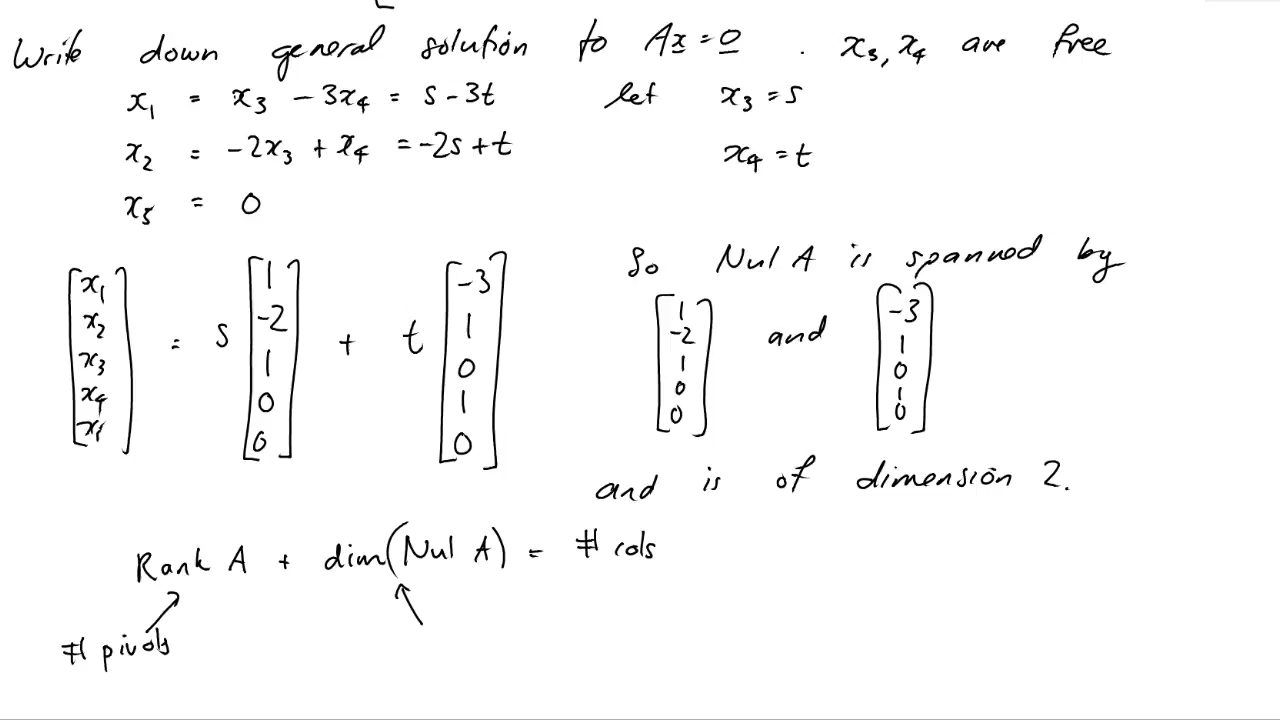 Write down general solution to Ax = 0 . x₃, x₄ are free
x₁ = x₃ - 3x₄ = s - 3t let x₃ = s
x₂ = -2x₃ + x₄ = -2s + t x₄ = t
x₅ = 0
So Nul A is spanned by
[x₁ x₂ x₃ x₄ x₅] = s [1 -2 1 0 0] + t [-3 1 0 1 0]
[1 -2 1 0 0] and [-3 1 0 1 0]
and is of dimension 2.
Rank A + dim(Nul A) = # cols
# pivots